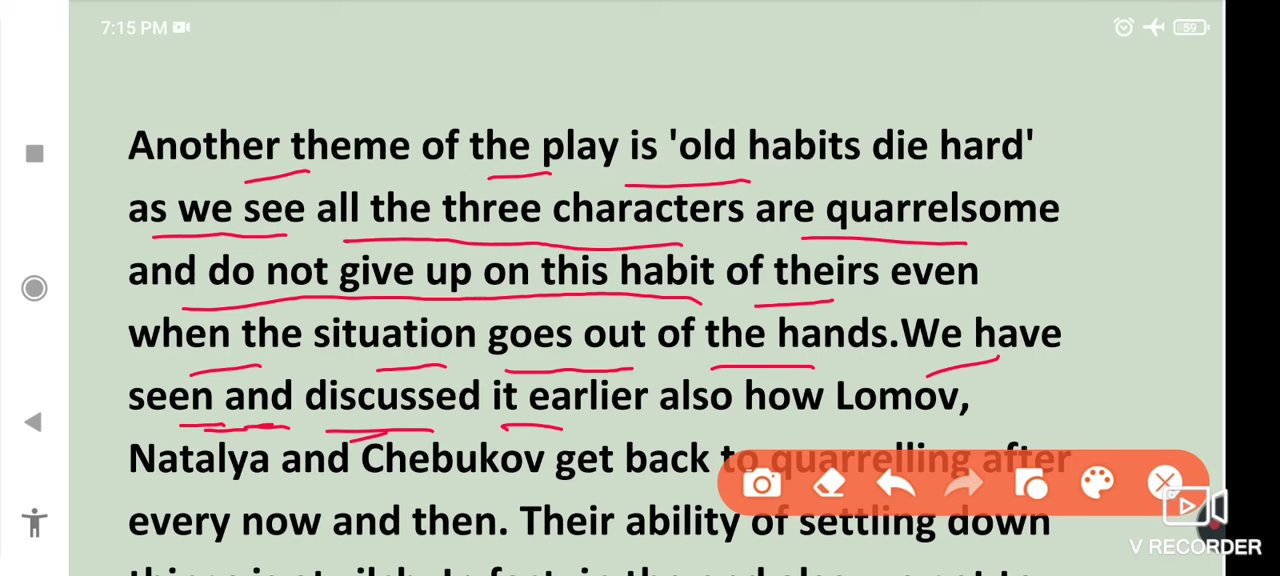 7:15 PM
59
Another theme of the play is 'old habits die hard'
as we see all the three characters are quarrelsome
and do not give up on this habit of theirs even
when the situation goes out of the hands.We have
seen and discussed it earlier also how Lomov,
Natalya and Chebukov get back to quarrelling after
every now and then. Their ability of settling down
V RECORDER